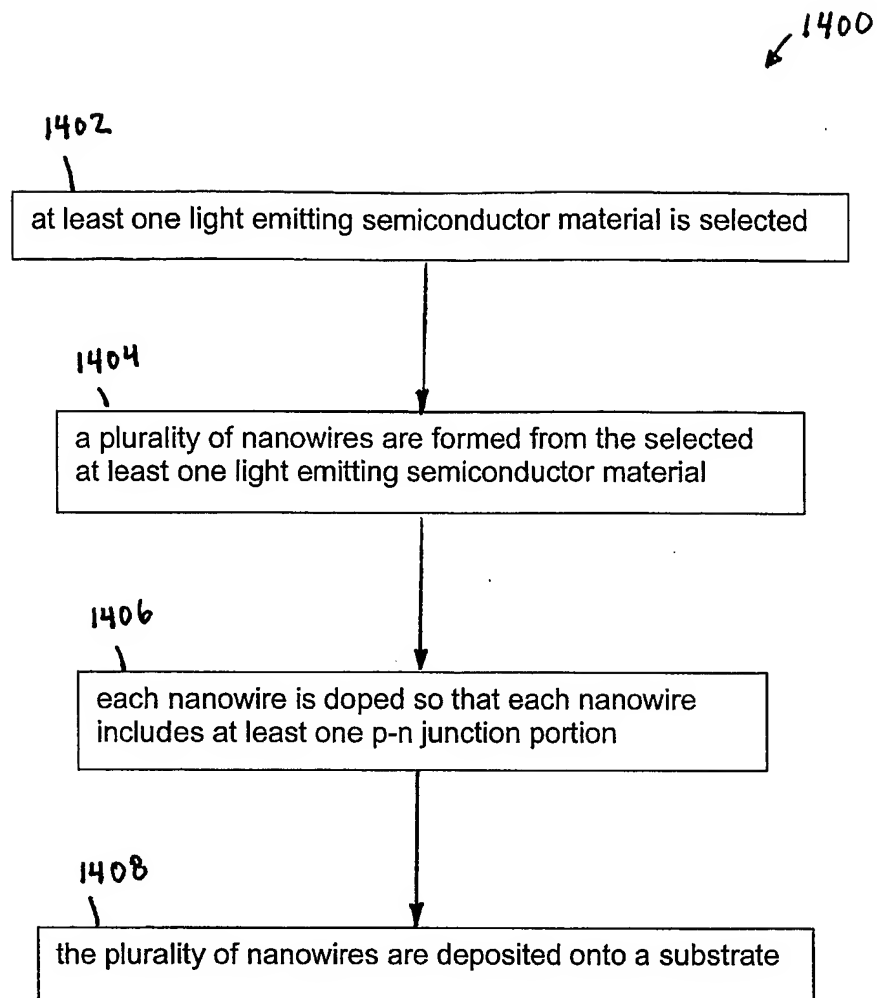 1400
1402
at least one light emitting semiconductor material is selected
1404
a plurality of nanowires are formed from the selected
at least one light emitting semiconductor material
1406
each nanowire is doped so that each nanowire
includes at least one p-n junction portion
1408
the plurality of nanowires are deposited onto a substrate